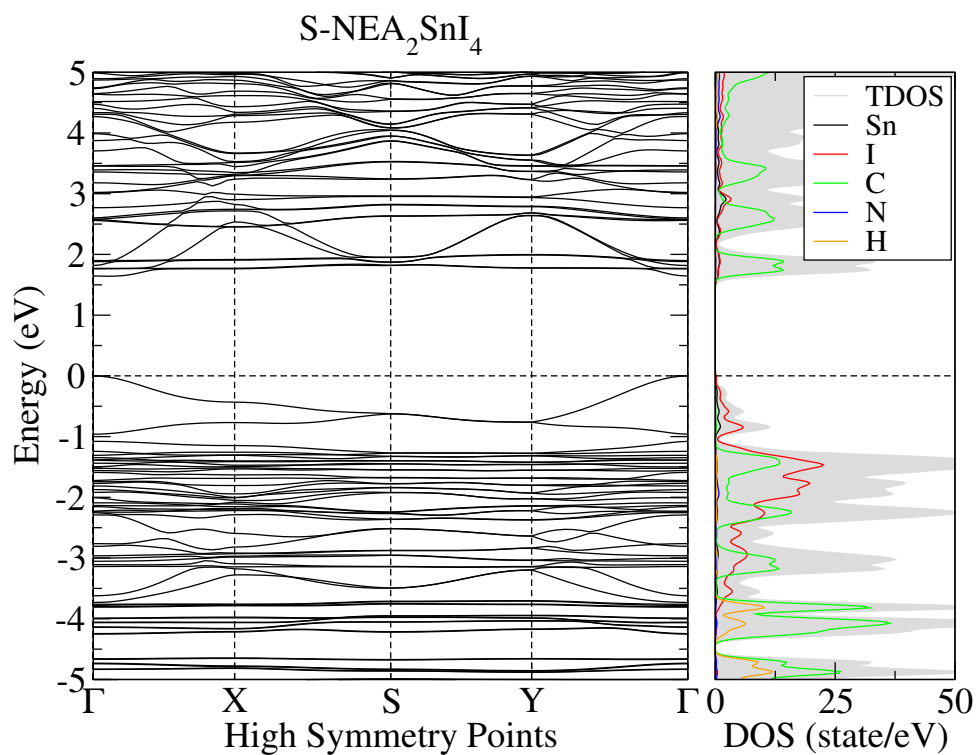 S-NEA₂SnI₄
Energy (eV)
5
4
3
2
1
0
-1
-2
-3
-4
-5
Γ X S Y Γ
High Symmetry Points
TDOS
Sn
I
C
N
H
0 25 50
DOS (state/eV)